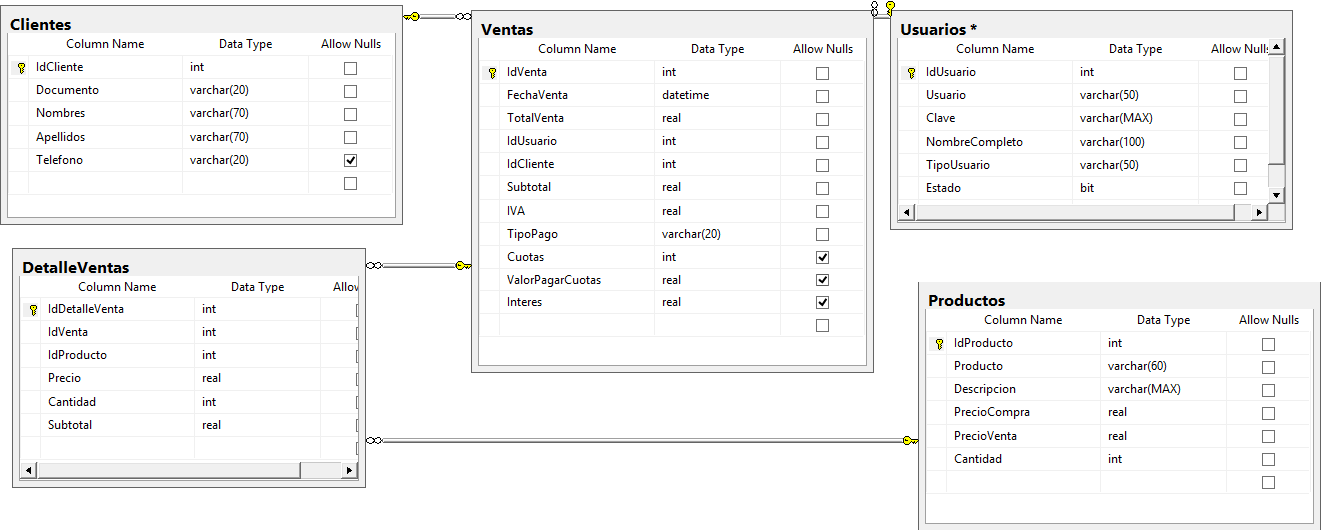 Clientes
Column Name Data Type Allow Nulls
IdCliente int
Documento varchar(20)
Nombres varchar(70)
Apellidos varchar(70)
Telefono varchar(20)
Ventas
Column Name Data Type Allow Nulls
IdVenta int
FechaVenta datetime
TotalVenta real
IdUsuario int
IdCliente int
Subtotal real
IVA real
TipoPago varchar(20)
Cuotas int
ValorPagarCuotas real
Interes real
Usuarios *
Column Name Data Type Allow Nulls
IdUsuario int
Usuario varchar(50)
Clave varchar(MAX)
NombreCompleto varchar(100)
TipoUsuario varchar(50)
Estado bit
DetalleVentas
Column Name Data Type Allow
IdDetalleVenta int
IdVenta int
IdProducto int
Precio real
Cantidad int
Subtotal real
Productos
Column Name Data Type Allow Nulls
IdProducto int
Producto varchar(60)
Descripcion varchar(MAX)
PrecioCompra real
PrecioVenta real
Cantidad int